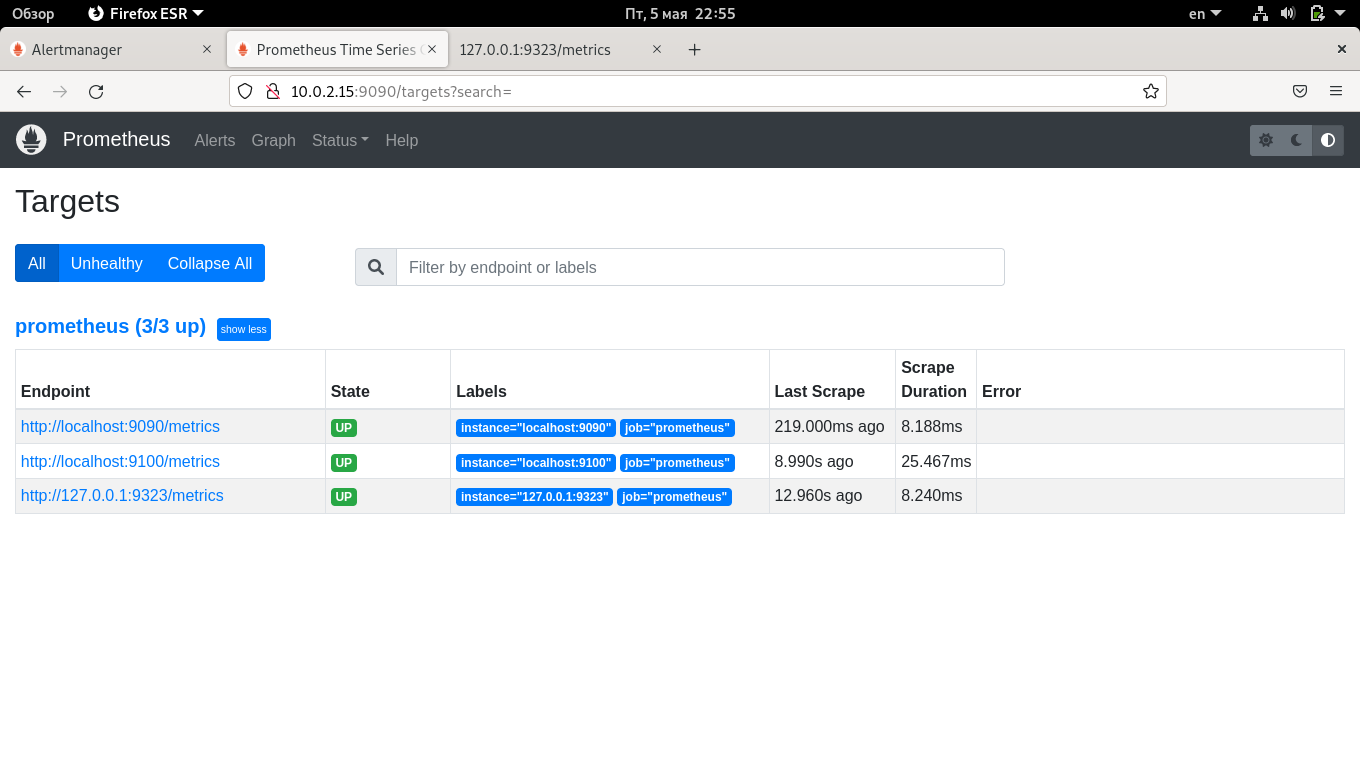 Обзор Firefox ESR Пт, 5 мая 22:55 en
Alertmanager Prometheus Time Series 127.0.0.1:9323/metrics
10.0.2.15:9090/targets?search=
Prometheus Alerts Graph Status Help
Targets
All Unhealthy Collapse All Filter by endpoint or labels
prometheus (3/3 up) show less
Endpoint State Labels Last Scrape Scrape Duration Error
http://localhost:9090/metrics UP instance="localhost:9090" job="prometheus" 219.000ms ago 8.188ms
http://localhost:9100/metrics UP instance="localhost:9100" job="prometheus" 8.990s ago 25.467ms
http://127.0.0.1:9323/metrics UP instance="127.0.0.1:9323" job="prometheus" 12.960s ago 8.240ms